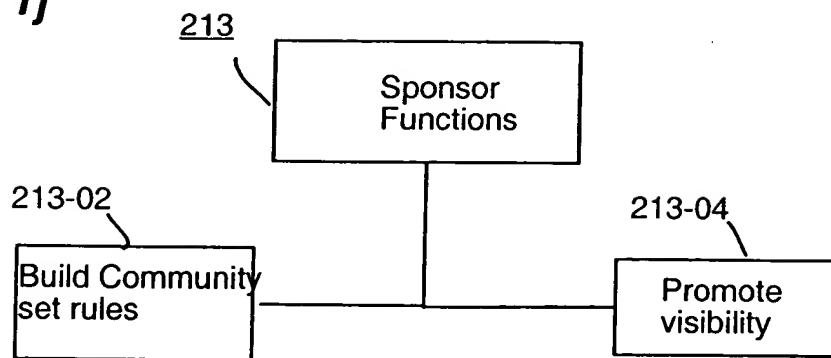 213
Sponsor
Functions
213-02
213-04
Build Community
set rules
Promote
visibility